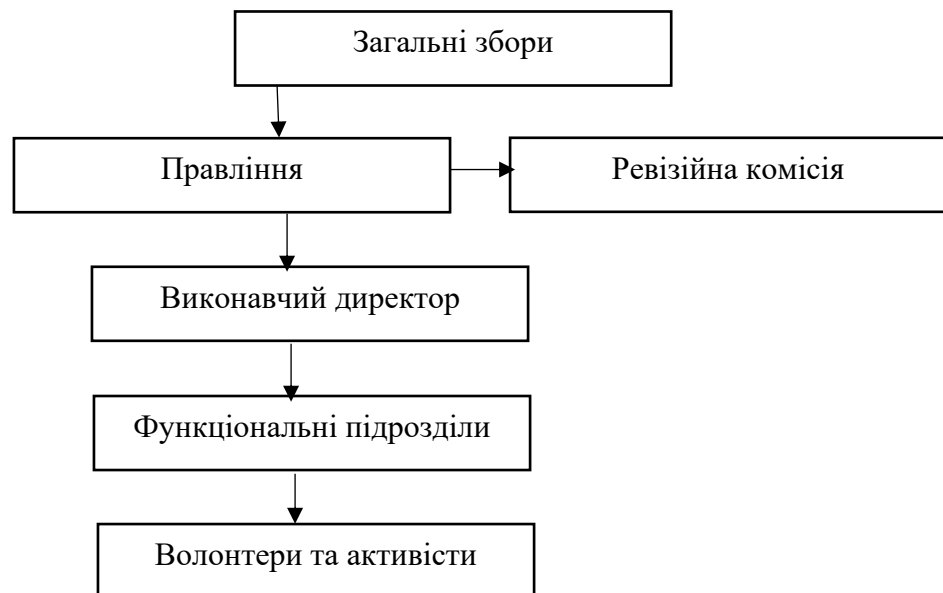 Загальні збори
Правління
Ревізійна комісія
Виконавчий директор
Функціональні підрозділи
Волонтери та активісти